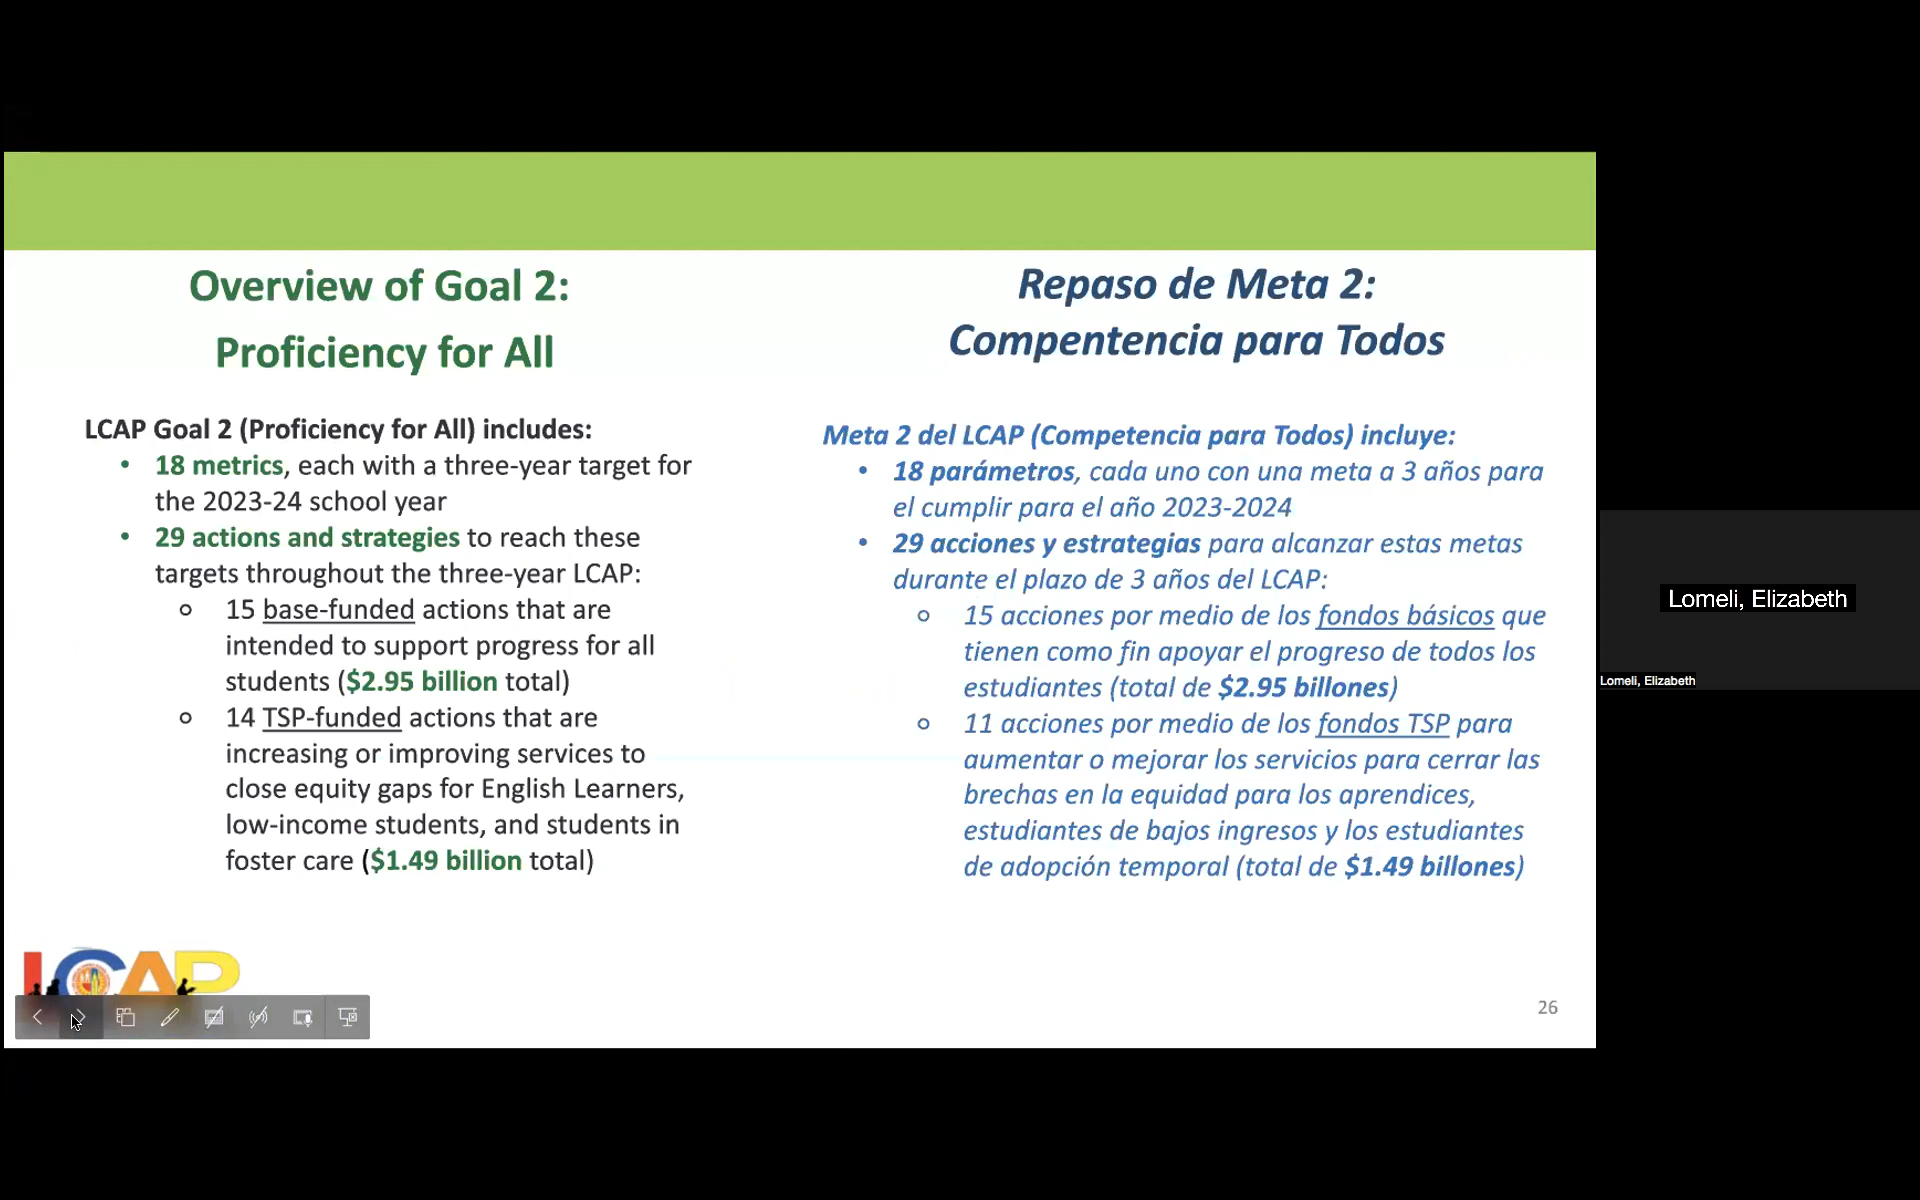 Overview of Goal 2:
Proficiency for All
LCAP Goal 2 (Proficiency for All) includes:
• 18 metrics, each with a three-year target for
the 2023-24 school year
• 29 actions and strategies to reach these
targets throughout the three-year LCAP:
o 15 base-funded actions that are
intended to support progress for all
students ($2.95 billion total)
o 14 TSP-funded actions that are
increasing or improving services to
close equity gaps for English Learners,
low-income students, and students in
foster care ($1.49 billion total)
Repaso de Meta 2:
Compentencia para Todos
Meta 2 del LCAP (Competencia para Todos) incluye:
• 18 parámetros, cada uno con una meta a 3 años para
el cumplir para el año 2023-2024
• 29 acciones y estrategias para alcanzar estas metas
durante el plazo de 3 años del LCAP:
o 15 acciones por medio de los fondos básicos que
tienen como fin apoyar el progreso de todos los
estudiantes (total de $2.95 billones)
o 11 acciones por medio de los fondos TSP para
aumentar o mejorar los servicios para cerrar las
brechas en la equidad para los aprendices,
estudiantes de bajos ingresos y los estudiantes
de adopción temporal (total de $1.49 billones)
LCAP
26
Lomeli, Elizabeth
Lomeli, Elizabeth